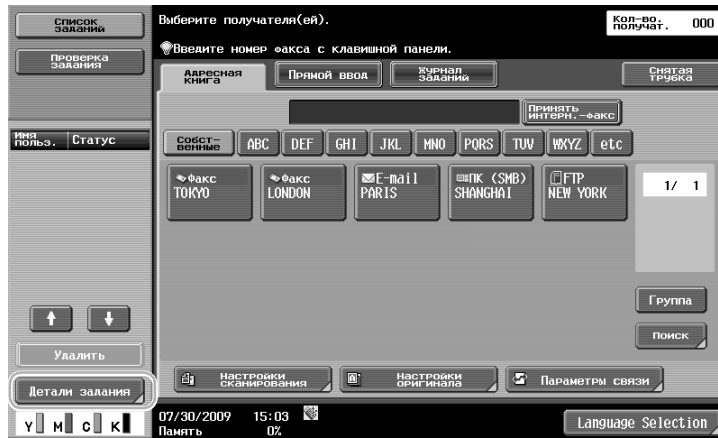 Список
заданий
Проверка
задания
Имя
польз.
Статус
Удалить
Детали задания
Y M C K
Выберите получателя(ей).
Кол-во.
получат.
000
Введите номер факса с клавишной панели.
Адресная
книга
Прямой ввод
Журнал
заданий
Снятая
трубка
Принять
интерн.-факс
Собст-
венные
ABC DEF GHI JKL MNO PQRS TUV WXYZ etc
Факс
TOKYO
Факс
LONDON
E-mail
PARIS
ПК (SMB)
SHANGHAI
FTP
NEW YORK
1/ 1
Группа
Поиск
Настройки
сканирования
Настройки
оригинала
Параметры связи
07/30/2009 15:03
Память 0%
Language Selection